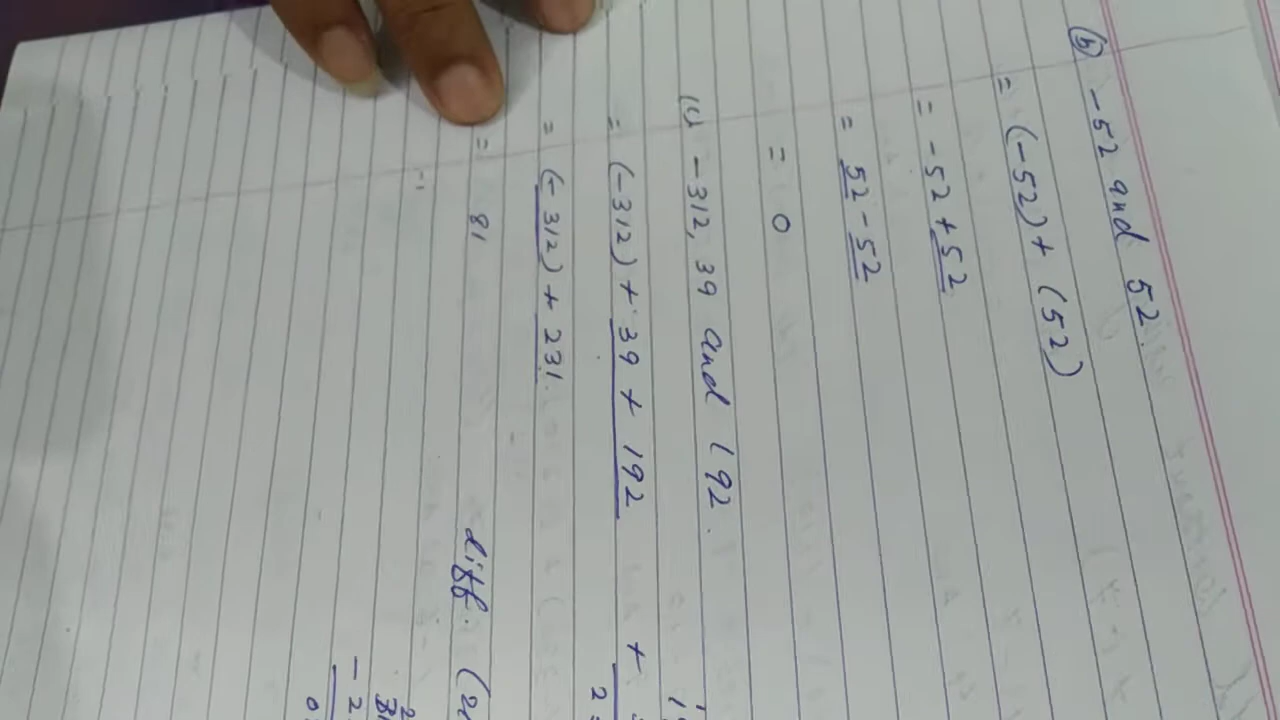 (b) -52 and 52.
= (-52) + (52)
= -52 + 52
= 52 - 52
= 0
(c) -312, 39 and 192.
= (-312) + 39 + 192
= (-312) + 231.
= 81
diff.